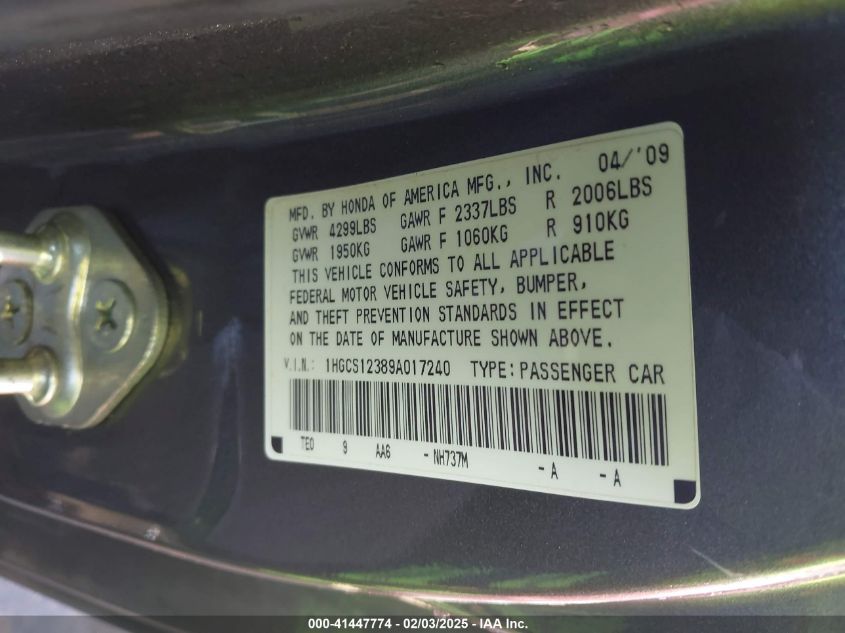 MFD. BY HONDA OF AMERICA MFG., INC. 04/'09
GVWR 4299LBS GAWR F 2337LBS R 2006LBS
GVWR 1950KG GAWR F 1060KG R 910KG
THIS VEHICLE CONFORMS TO ALL APPLICABLE
FEDERAL MOTOR VEHICLE SAFETY, BUMPER,
AND THEFT PREVENTION STANDARDS IN EFFECT
ON THE DATE OF MANUFACTURE SHOWN ABOVE.
V.I.N.: 1HGCS12389A017240 TYPE: PASSENGER CAR
TE0 9 AA6 - NH737M - A - A
000-41447774 - 02/03/2025 - IAA Inc.